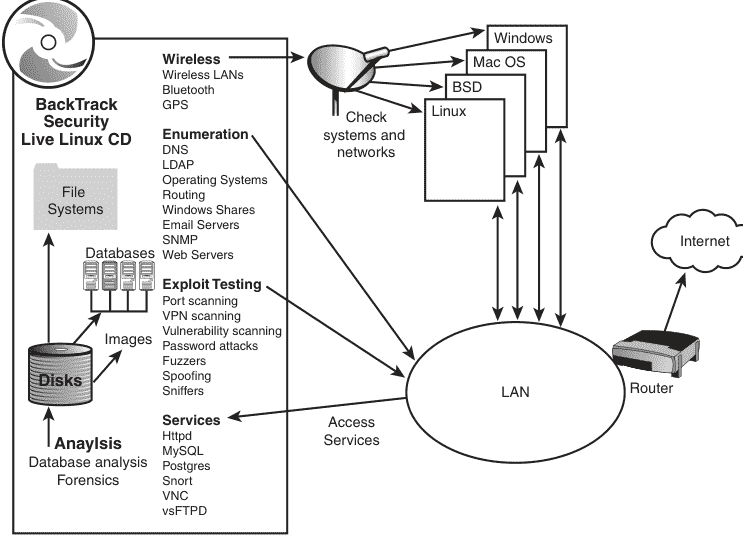 BackTrack
Security
Live Linux CD
File
Systems
Databases
Images
Disks
Anaylsis
Database analysis
Forensics
Wireless
Wireless LANs
Bluetooth
GPS
Enumeration
DNS
LDAP
Operating Systems
Routing
Windows Shares
Email Servers
SNMP
Web Servers
Exploit Testing
Port scanning
VPN scanning
Vulnerability scanning
Password attacks
Fuzzers
Spoofing
Sniffers
Services
Httpd
MySQL
Postgres
Snort
VNC
vsFTPD
Check
systems and
networks
Windows
Mac OS
BSD
Linux
Internet
LAN
Router
Access
Services